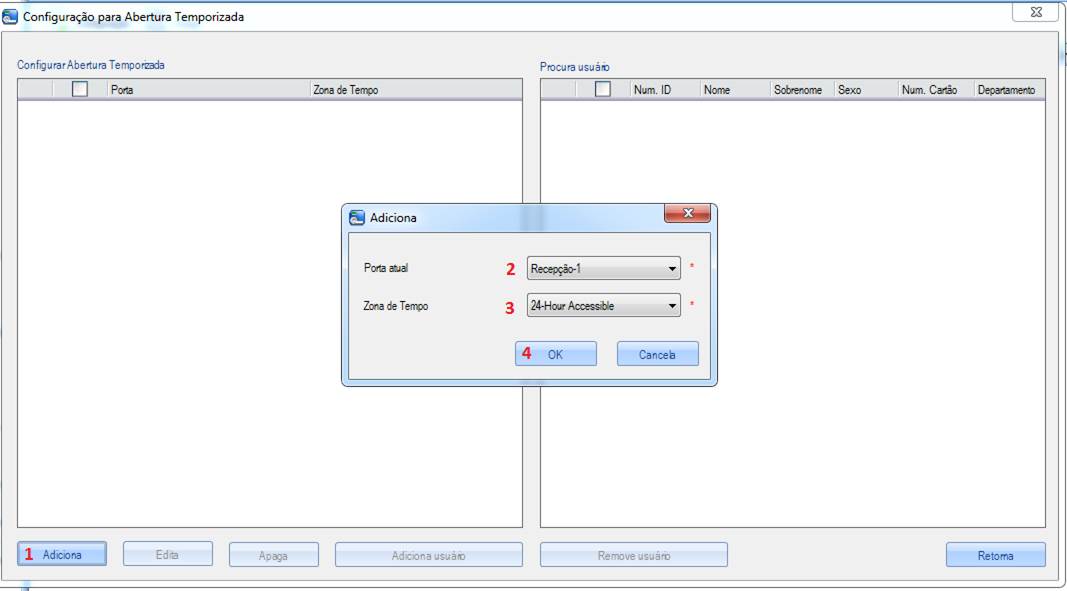 Configuração para Abertura Temporizada
Configurar Abertura Temporizada
Procura usuário
Porta Zona de Tempo
Num. ID Nome Sobrenome Sexo Num. Cartão Departamento
Adiciona
Porta atual 2 Recepção-1 *
Zona de Tempo 3 24-Hour Accessible *
4 OK Cancela
1 Adiciona Edita Apaga Adiciona usuário Remove usuário Retorna